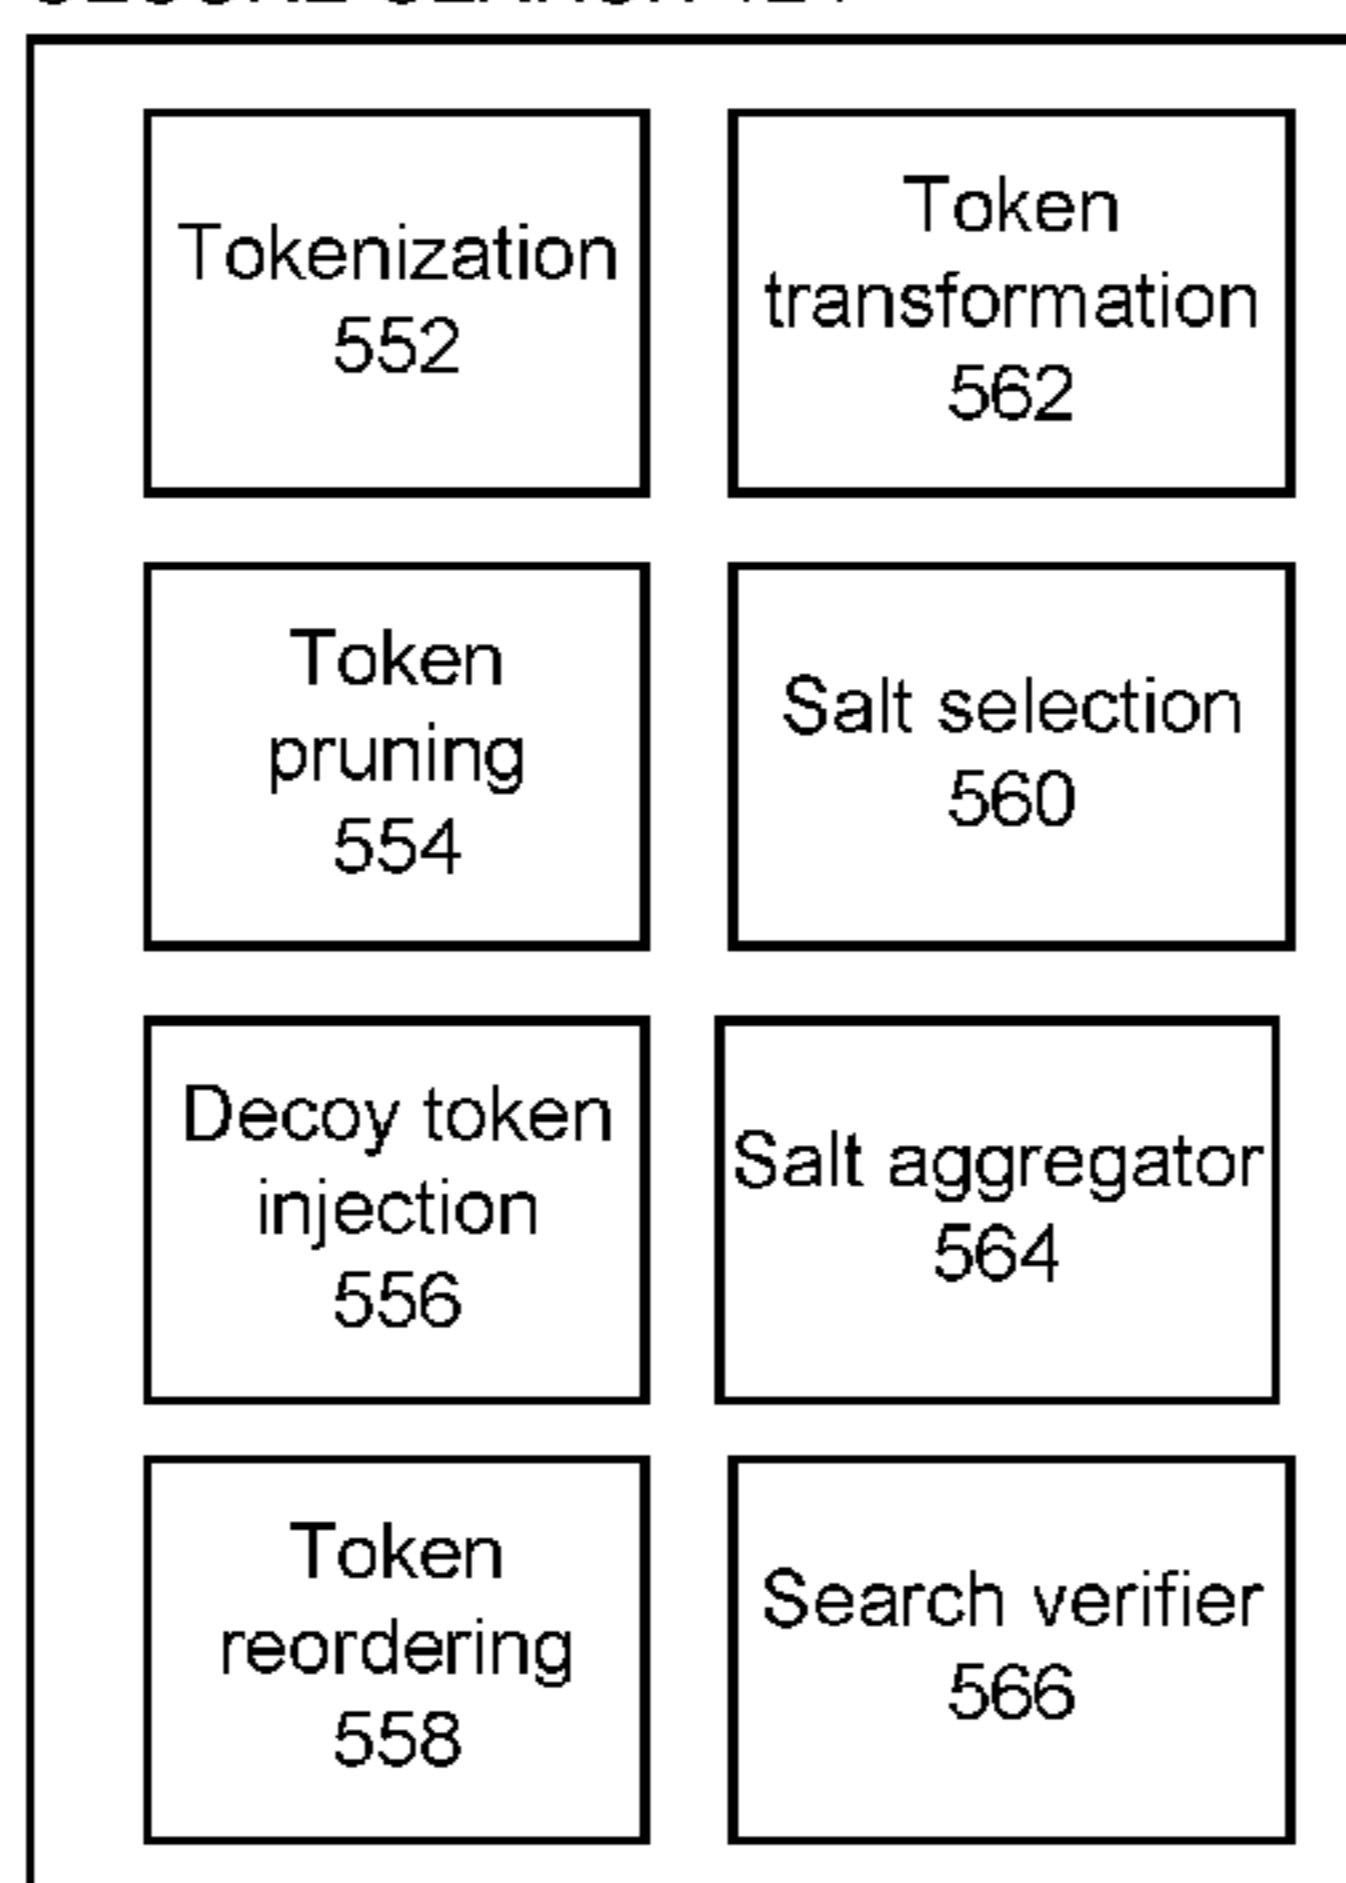 Tokenization
552
Token
transformation
562
Token
pruning
554
Salt selection
560
Decoy token
injection
556
Salt aggregator
564
Token
reordering
558
Search verifier
566